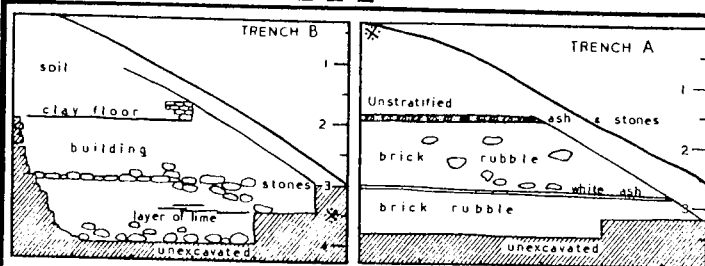 TRENCH B
soil
1
clay floor
2
building
stones
3
layer of lime
4
unexcavated
TRENCH A
1
Unstratified
ash & stones
2
brick rubble
white ash
brick rubble
3
unexcavated